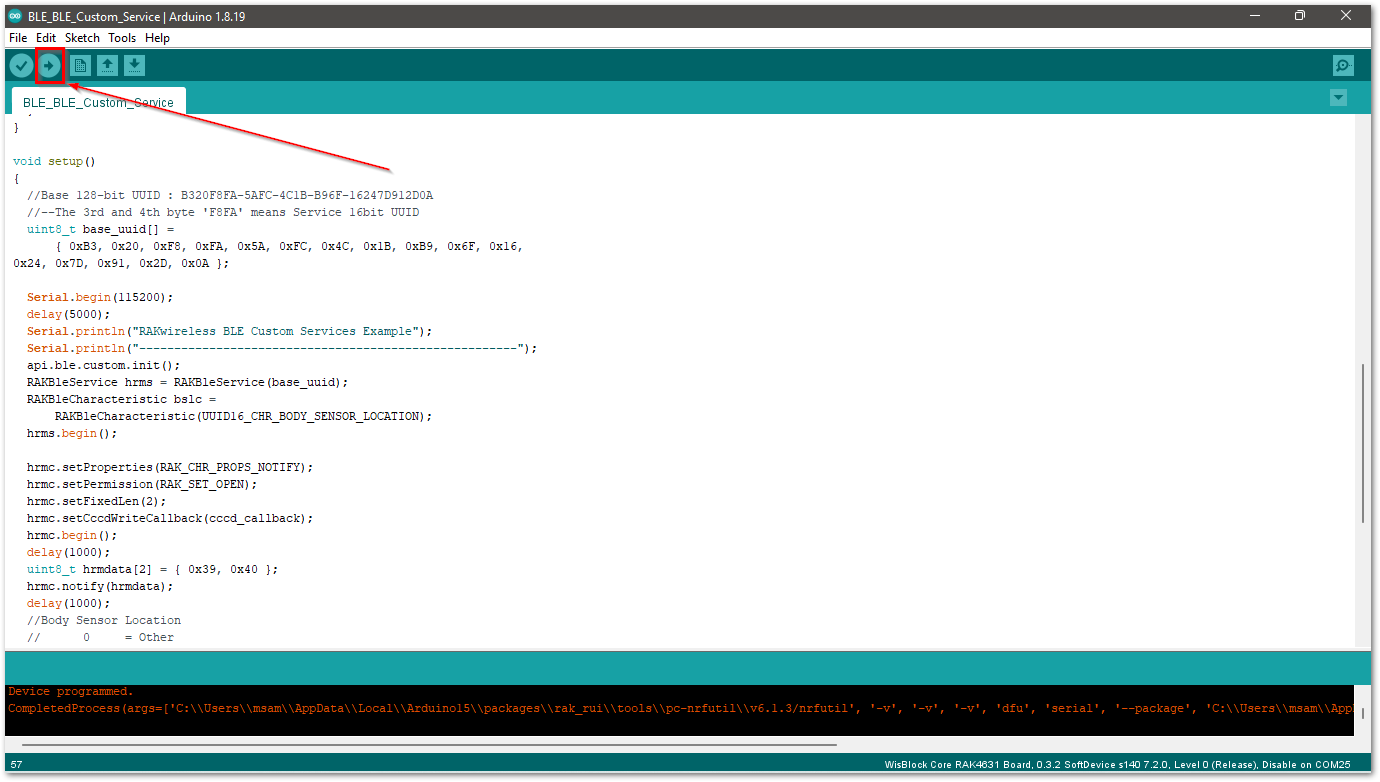 BLE_BLE_Custom_Service | Arduino 1.8.19
File Edit Sketch Tools Help
BLE_BLE_Custom_Service
}
void setup()
{
//Base 128-bit UUID : B320F8FA-5AFC-4C1B-B96F-16247D912D0A
//--The 3rd and 4th byte 'F8FA' means Service 16bit UUID
uint8_t base_uuid[] =
{ 0xB3, 0x20, 0xF8, 0xFA, 0x5A, 0xFC, 0x4C, 0x1B, 0xB9, 0x6F, 0x16,
0x24, 0x7D, 0x91, 0x2D, 0x0A };
Serial.begin(115200);
delay(5000);
Serial.println("RAKwireless BLE Custom Services Example");
Serial.println("------------------------------------------------------");
api.ble.custom.init();
RAKBleService hrms = RAKBleService(base_uuid);
RAKBleCharacteristic bslc =
RAKBleCharacteristic(UUID16_CHR_BODY_SENSOR_LOCATION);
hrms.begin();
hrmc.setProperties(RAK_CHR_PROPS_NOTIFY);
hrmc.setPermission(RAK_SET_OPEN);
hrmc.setFixedLen(2);
hrmc.setCccdWriteCallback(cccd_callback);
hrmc.begin();
delay(1000);
uint8_t hrmdata[2] = { 0x39, 0x40 };
hrmc.notify(hrmdata);
delay(1000);
//Body Sensor Location
// 0 = Other
Device programmed.
CompletedProcess(args=['C:\\Users\\msam\\AppData\\Local\\Arduino15\\packages\\rak_rui\\tools\\pc-nrfutil\\v6.1.3/nrfutil', '-v', '-v', '-v', 'dfu', 'serial', '--package', 'C:\\Users\\msam\\App
57
WisBlock Core RAK4631 Board, 0.3.2 SoftDevice s140 7.2.0, Level 0 (Release), Disable on COM25